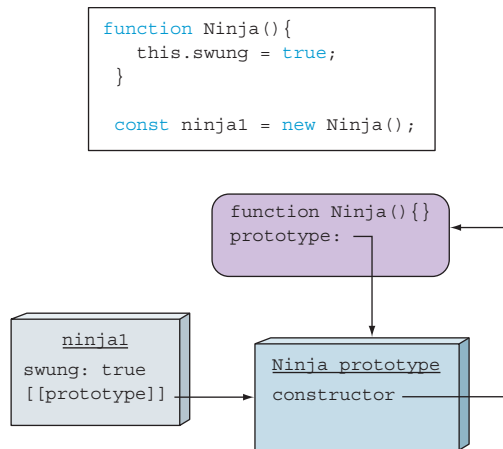 function Ninja(){
this.swung = true;
}
const ninja1 = new Ninja();
function Ninja(){}
prototype:
ninja1
swung: true
[[prototype]]
Ninja prototype
constructor